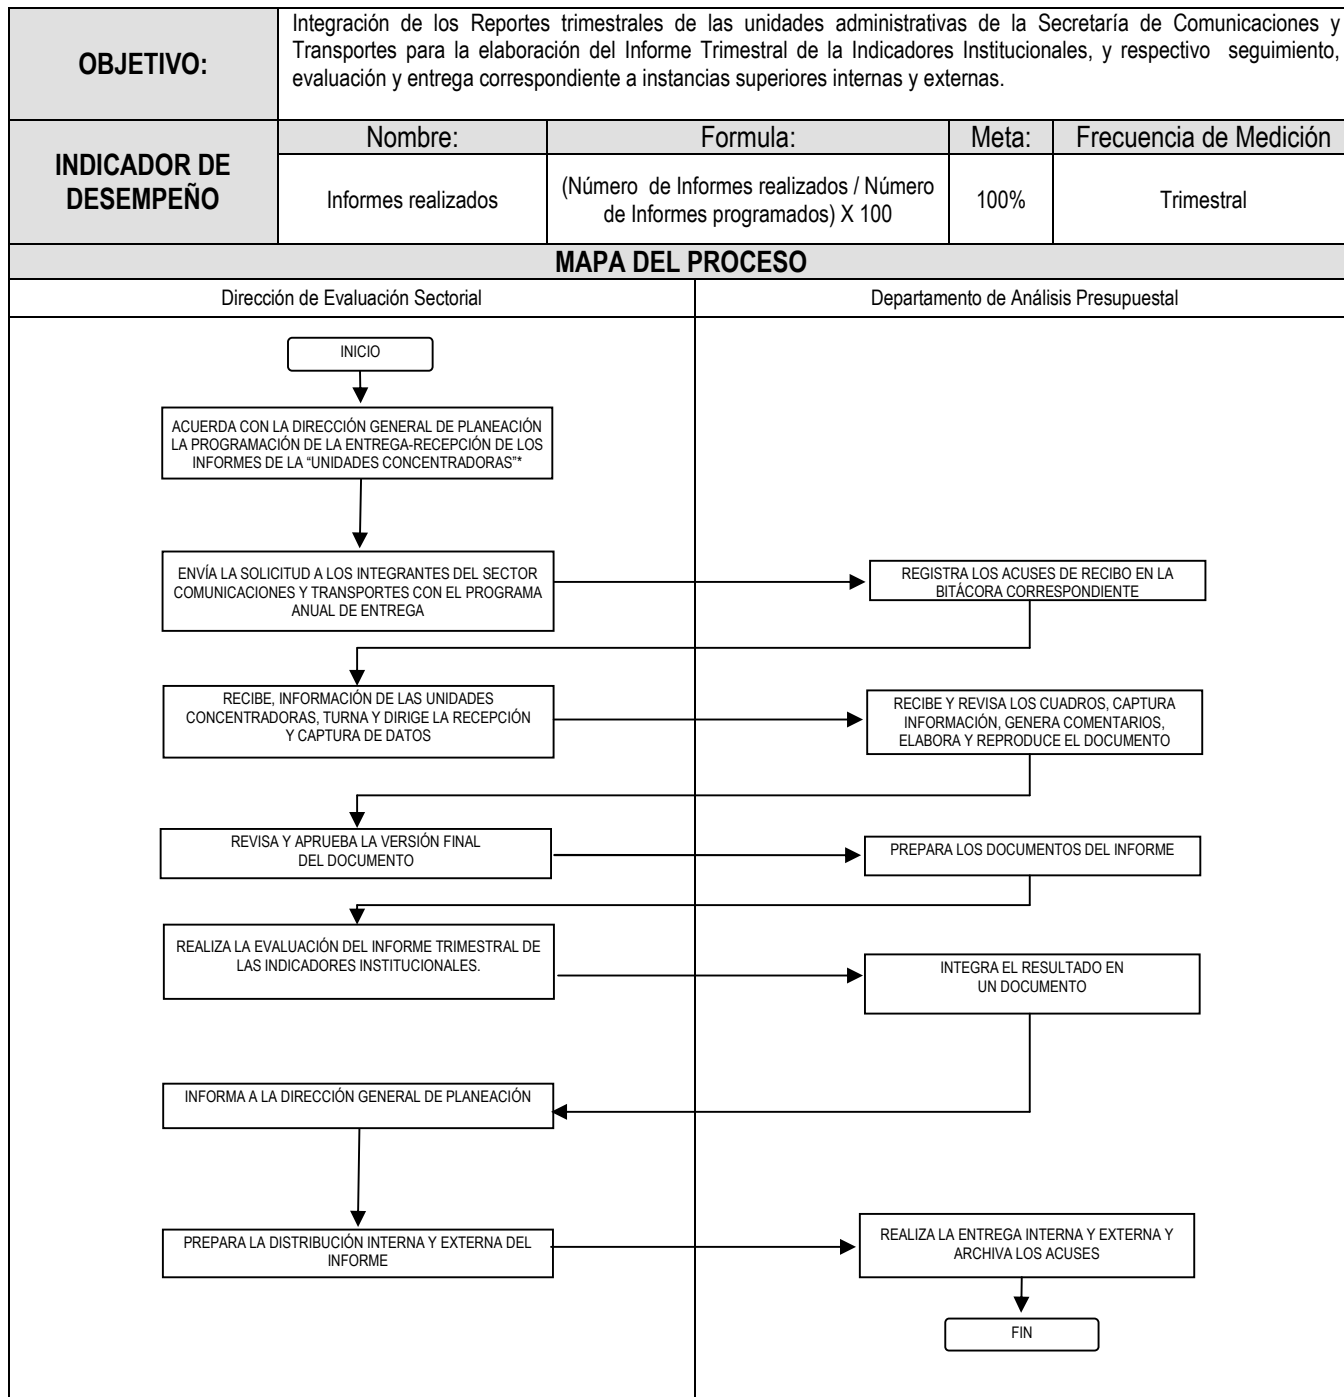 OBJETIVO:
Integración de los Reportes trimestrales de las unidades administrativas de la Secretaría de Comunicaciones y
Transportes para la elaboración del Informe Trimestral de la Indicadores Institucionales, y respectivo seguimiento,
evaluación y entrega correspondiente a instancias superiores internas y externas.
INDICADOR DE
DESEMPEÑO
Nombre:
Formula:
Meta:
Frecuencia de Medición
Informes realizados
(Número de Informes realizados / Número
de Informes programados) X 100
100%
Trimestral
MAPA DEL PROCESO
Dirección de Evaluación Sectorial
Departamento de Análisis Presupuestal
INICIO
ACUERDA CON LA DIRECCIÓN GENERAL DE PLANEACIÓN
LA PROGRAMACIÓN DE LA ENTREGA-RECEPCIÓN DE LOS
INFORMES DE LA “UNIDADES CONCENTRADORAS”*
ENVÍA LA SOLICITUD A LOS INTEGRANTES DEL SECTOR
COMUNICACIONES Y TRANSPORTES CON EL PROGRAMA
ANUAL DE ENTREGA
REGISTRA LOS ACUSES DE RECIBO EN LA
BITÁCORA CORRESPONDIENTE
RECIBE, INFORMACIÓN DE LAS UNIDADES
CONCENTRADORAS, TURNA Y DIRIGE LA RECEPCIÓN
Y CAPTURA DE DATOS
RECIBE Y REVISA LOS CUADROS, CAPTURA
INFORMACIÓN, GENERA COMENTARIOS,
ELABORA Y REPRODUCE EL DOCUMENTO
REVISA Y APRUEBA LA VERSIÓN FINAL
DEL DOCUMENTO
PREPARA LOS DOCUMENTOS DEL INFORME
REALIZA LA EVALUACIÓN DEL INFORME TRIMESTRAL DE
LAS INDICADORES INSTITUCIONALES.
INTEGRA EL RESULTADO EN
UN DOCUMENTO
INFORMA A LA DIRECCIÓN GENERAL DE PLANEACIÓN
PREPARA LA DISTRIBUCIÓN INTERNA Y EXTERNA DEL
INFORME
REALIZA LA ENTREGA INTERNA Y EXTERNA Y
ARCHIVA LOS ACUSES
FIN